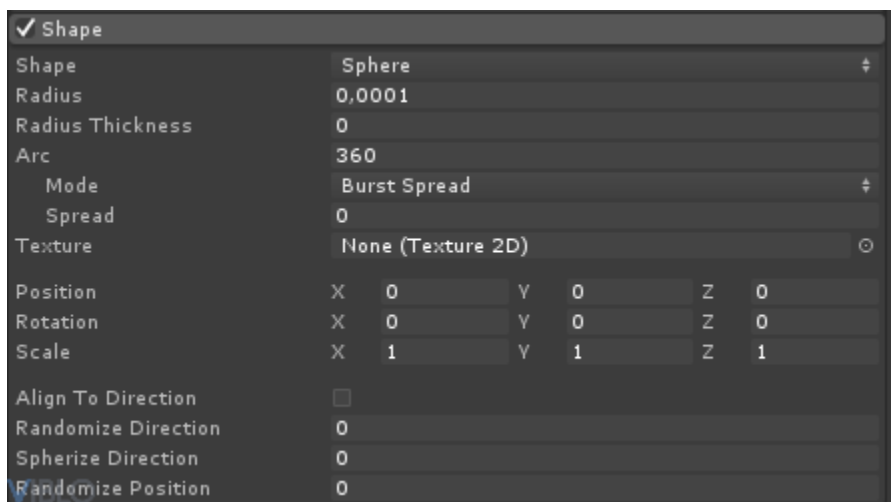 Shape
Shape Sphere
Radius 0,0001
Radius Thickness 0
Arc 360
Mode Burst Spread
Spread 0
Texture None (Texture 2D)
Position X 0 Y 0 Z 0
Rotation X 0 Y 0 Z 0
Scale X 1 Y 1 Z 1
Align To Direction
Randomize Direction 0
Spherize Direction 0
Randomize Position 0
VIBLO